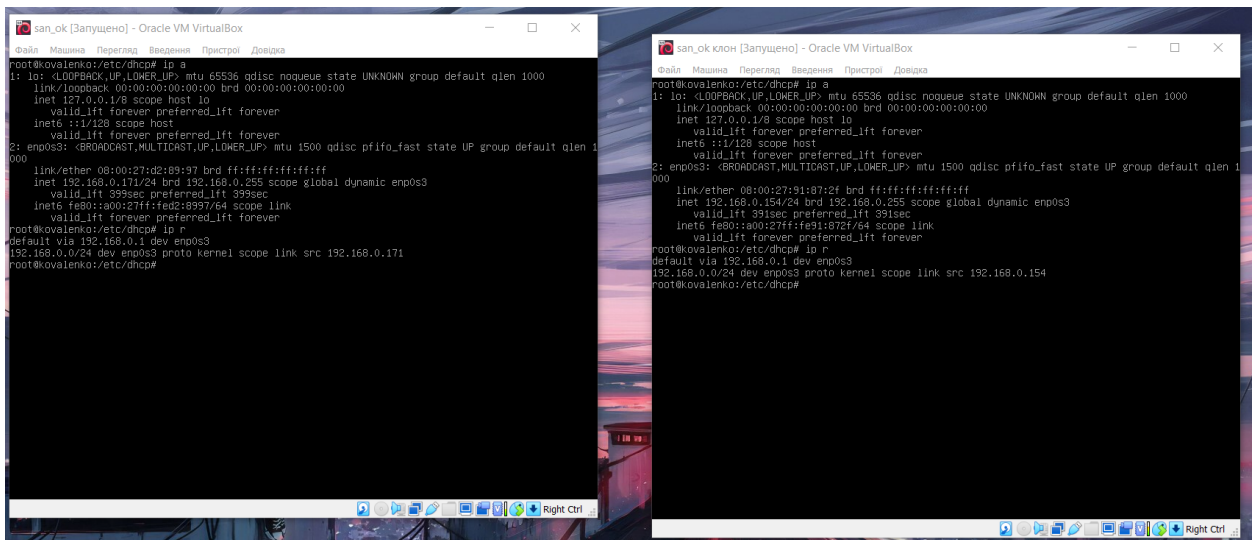 san_ok [Запущено] - Oracle VM VirtualBox
Файл Машина Перегляд Введення Пристрої Довідка
root@kovalenko:/etc/dhcp# ip a
1: lo: <LOOPBACK,UP,LOWER_UP> mtu 65536 qdisc noqueue state UNKNOWN group default qlen 1000
link/loopback 00:00:00:00:00:00 brd 00:00:00:00:00:00
inet 127.0.0.1/8 scope host lo
valid_lft forever preferred_lft forever
inet6 ::1/128 scope host
valid_lft forever preferred_lft forever
2: enp0s3: <BROADCAST,MULTICAST,UP,LOWER_UP> mtu 1500 qdisc pfifo_fast state UP group default qlen 1
000
link/ether 08:00:27:d2:89:97 brd ff:ff:ff:ff:ff:ff
inet 192.168.0.171/24 brd 192.168.0.255 scope global dynamic enp0s3
valid_lft 399sec preferred_lft 399sec
inet6 fe80::a00:27ff:fed2:8997/64 scope link
valid_lft forever preferred_lft forever
root@kovalenko:/etc/dhcp# ip r
default via 192.168.0.1 dev enp0s3
192.168.0.0/24 dev enp0s3 proto kernel scope link src 192.168.0.171
root@kovalenko:/etc/dhcp#
Right Ctrl
san_ok клон [Запущено] - Oracle VM VirtualBox
Файл Машина Перегляд Введення Пристрої Довідка
root@kovalenko:/etc/dhcp# ip a
1: lo: <LOOPBACK,UP,LOWER_UP> mtu 65536 qdisc noqueue state UNKNOWN group default qlen 1000
link/loopback 00:00:00:00:00:00 brd 00:00:00:00:00:00
inet 127.0.0.1/8 scope host lo
valid_lft forever preferred_lft forever
inet6 ::1/128 scope host
valid_lft forever preferred_lft forever
2: enp0s3: <BROADCAST,MULTICAST,UP,LOWER_UP> mtu 1500 qdisc pfifo_fast state UP group default qlen 1
000
link/ether 08:00:27:91:87:2f brd ff:ff:ff:ff:ff:ff
inet 192.168.0.154/24 brd 192.168.0.255 scope global dynamic enp0s3
valid_lft 391sec preferred_lft 391sec
inet6 fe80::a00:27ff:fe91:872f/64 scope link
valid_lft forever preferred_lft forever
root@kovalenko:/etc/dhcp# ip r
default via 192.168.0.1 dev enp0s3
192.168.0.0/24 dev enp0s3 proto kernel scope link src 192.168.0.154
root@kovalenko:/etc/dhcp#
Right Ctrl